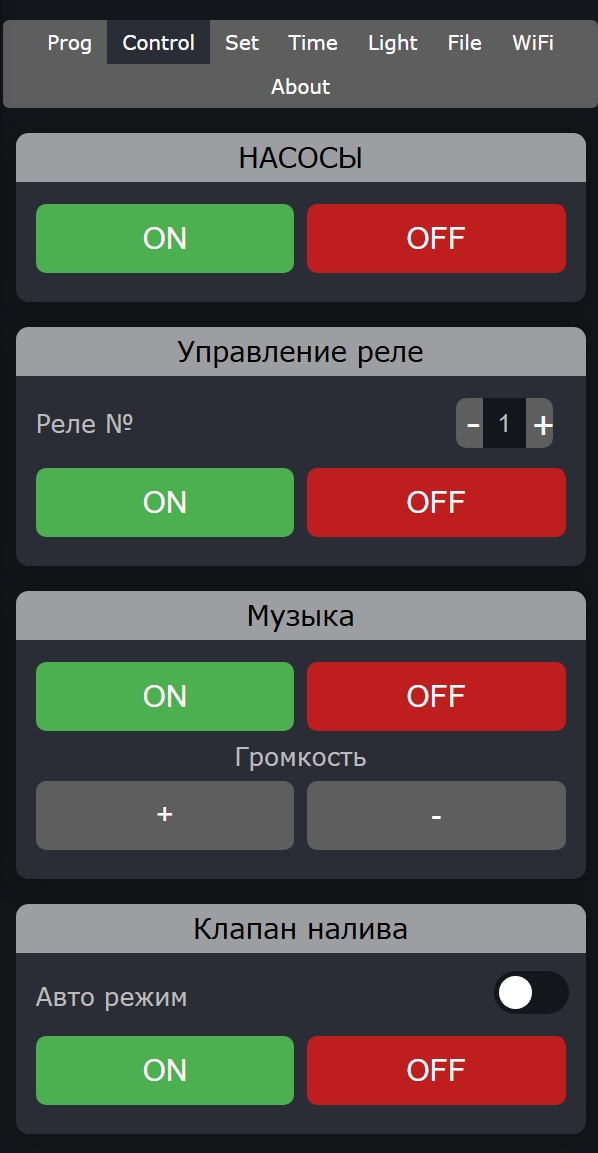 Prog Control Set Time Light File WiFi
About
НАСОСЫ
ON OFF
Управление реле
Реле № - 1 +
ON OFF
Музыка
ON OFF
Громкость
+ -
Клапан налива
Авто режим
ON OFF